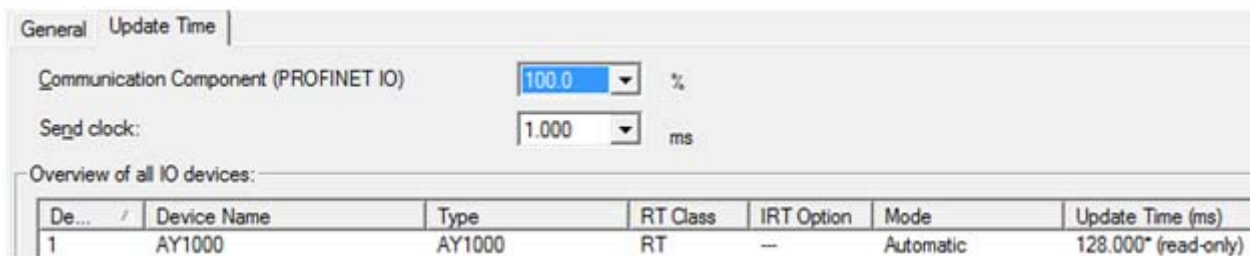 General Update Time
Communication Component (PROFINET IO) 100.0 %
Send clock: 1.000 ms
Overview of all IO devices:
De... / Device Name Type RT Class IRT Option Mode Update Time (ms)
1 AY1000 AY1000 RT --- Automatic 128.000* (read-only)